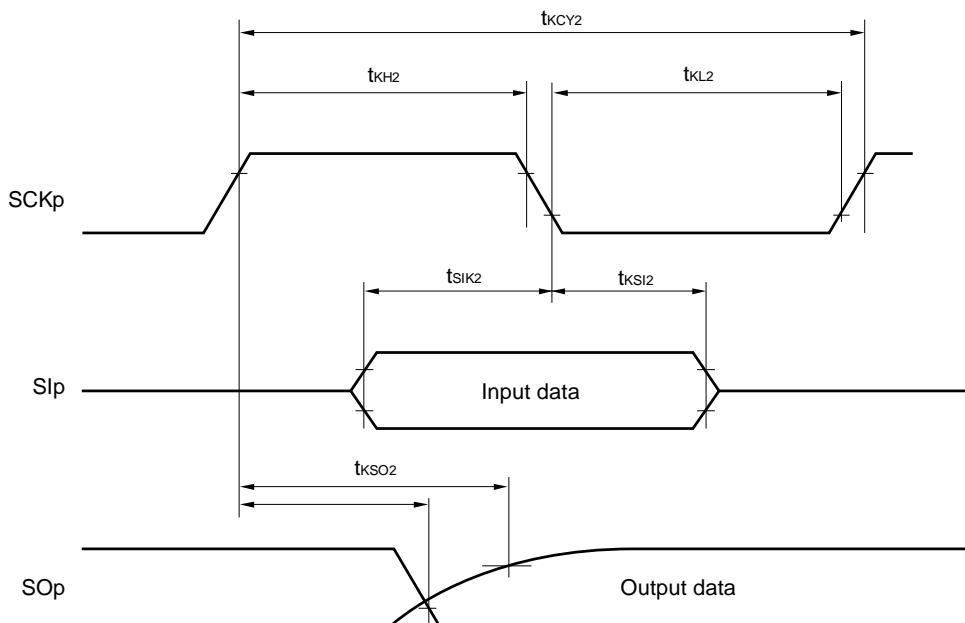 tKCY2
tKH2
tKL2
SCKp
tSIK2
tKSI2
SIp
Input data
tKSO2
SOp
Output data